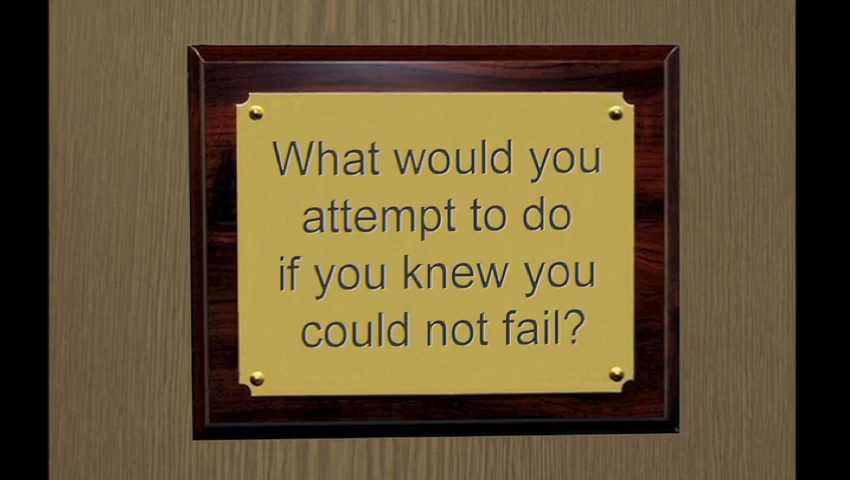 What would you
attempt to do
if you knew you
could not fail?